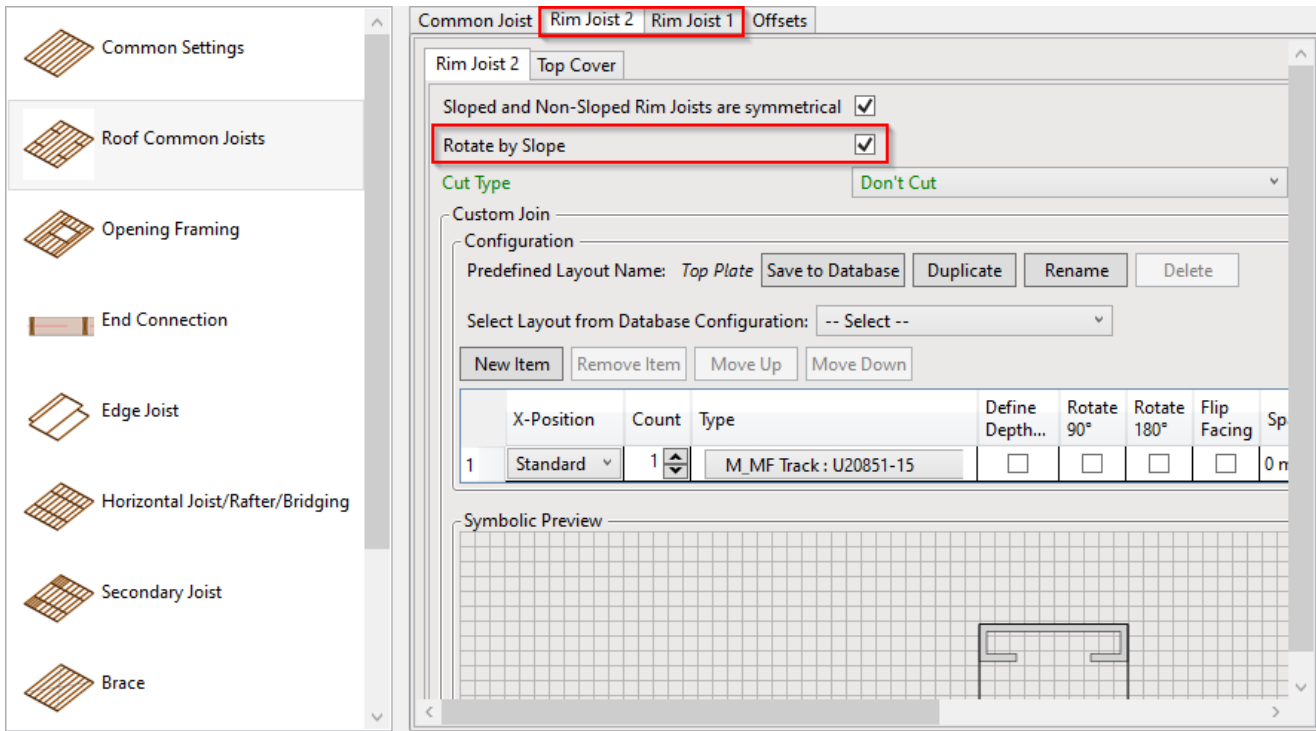 Common Settings
Roof Common Joists
Opening Framing
End Connection
Edge Joist
Horizontal Joist/Rafter/Bridging
Secondary Joist
Brace
Common Joist Rim Joist 2 Rim Joist 1 Offsets
Rim Joist 2 Top Cover
Sloped and Non-Sloped Rim Joists are symmetrical
Rotate by Slope
Cut Type Don't Cut
Custom Join
Configuration
Predefined Layout Name: Top Plate Save to Database Duplicate Rename Delete
Select Layout from Database Configuration: -- Select --
New Item Remove Item Move Up Move Down
X-Position Count Type Define Depth... Rotate 90° Rotate 180° Flip Facing Sp
1 Standard 1 M_MF Track : U20851-15 0 m
Symbolic Preview